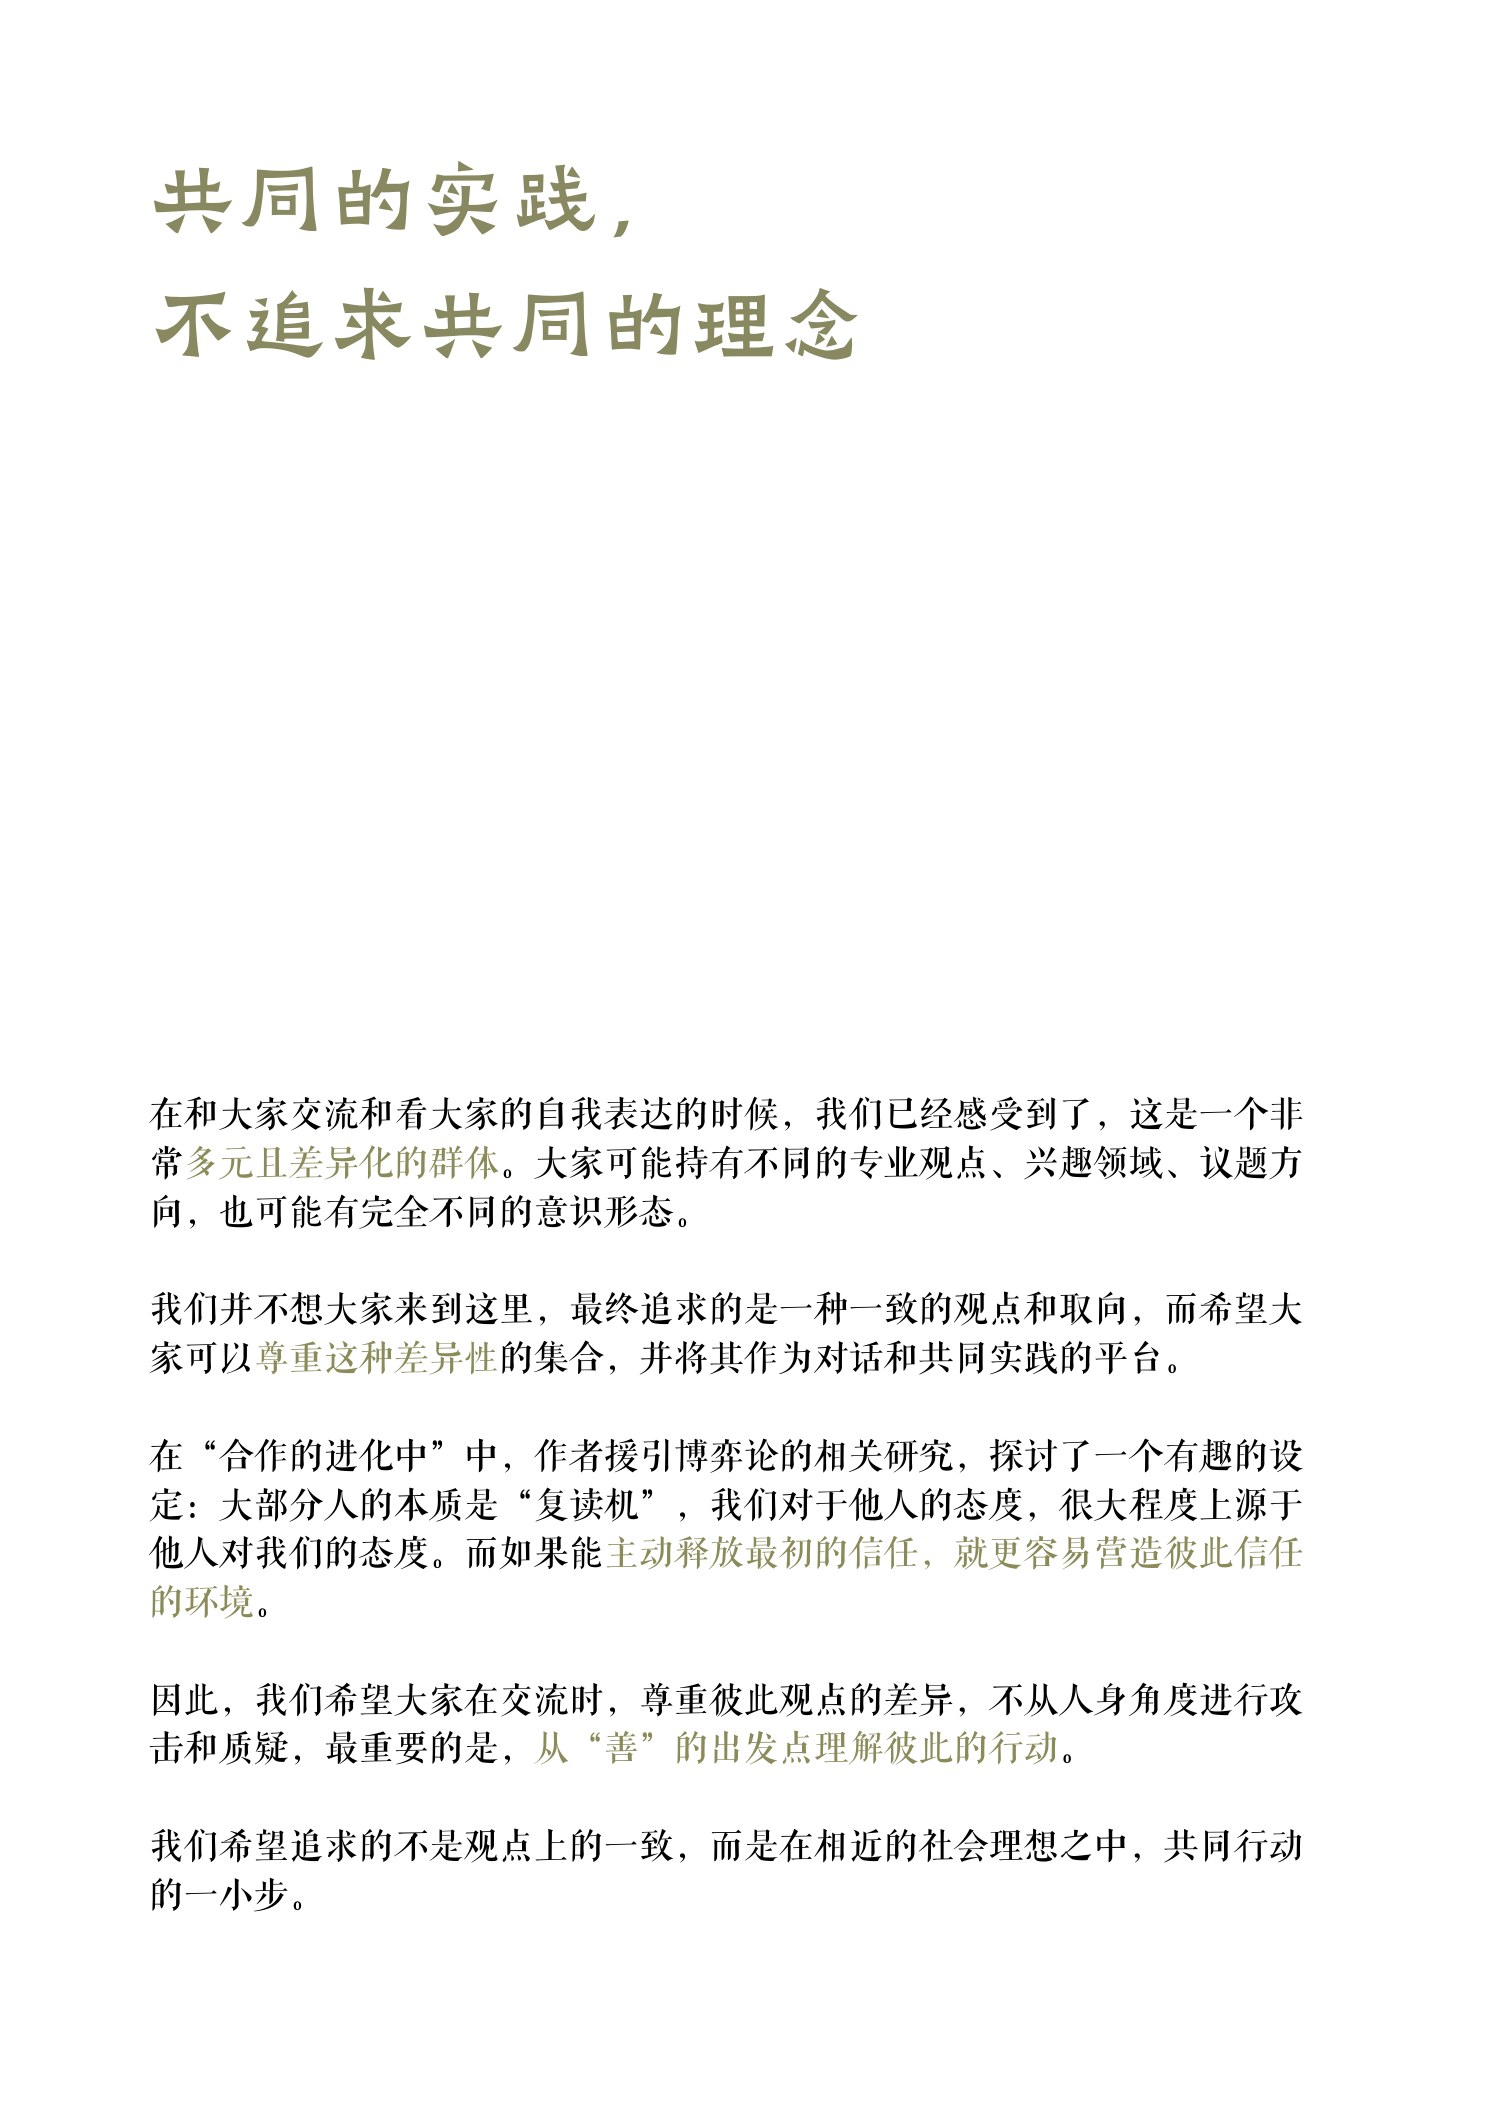 共同的实践，
不追求共同的理念
在和大家交流和看大家的自我表达的时候，我们已经感受到了，这是一个非
常多元且差异化的群体。大家可能持有不同的专业观点、兴趣领域、议题方
向，也可能有完全不同的意识形态。
我们并不想大家来到这里，最终追求的是一种一致的观点和取向，而希望大
家可以尊重这种差异性的集合，并将其作为对话和共同实践的平台。
在“合作的进化中”中，作者援引博弈论的相关研究，探讨了一个有趣的设
定：大部分人的本质是“复读机”，我们对于他人的态度，很大程度上源于
他人对我们的态度。而如果能主动释放最初的信任，就更容易营造彼此信任
的环境。
因此，我们希望大家在交流时，尊重彼此观点的差异，不从人身角度进行攻
击和质疑，最重要的是，从“善”的出发点理解彼此的行动。
我们希望追求的不是观点上的一致，而是在相近的社会理想之中，共同行动
的一小步。